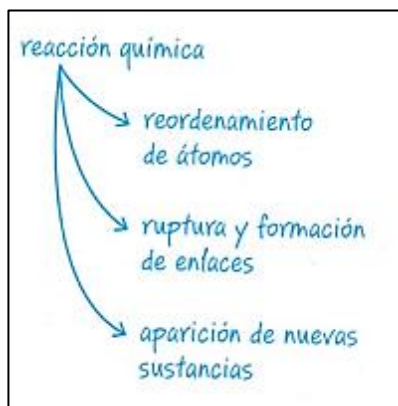 reacción química
reordenamiento
de átomos
ruptura y formación
de enlaces
aparición de nuevas
sustancias